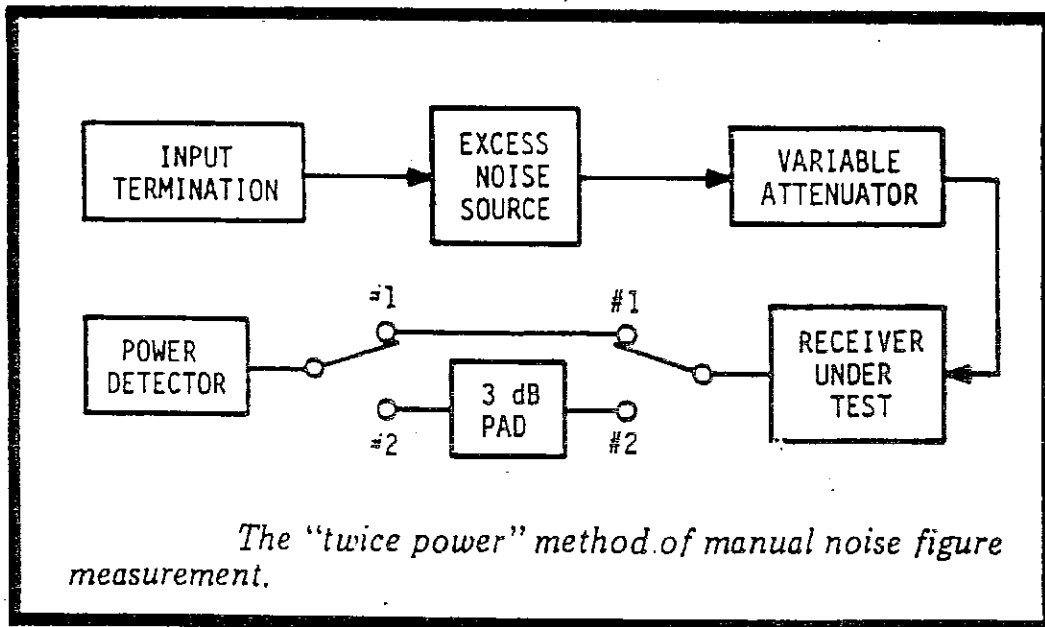 INPUT
TERMINATION
EXCESS
NOISE
SOURCE
VARIABLE
ATTENUATOR
#1
#1
POWER
DETECTOR
3 dB
PAD
RECEIVER
UNDER
TEST
#2
#2
The "twice power" method of manual noise figure
measurement.